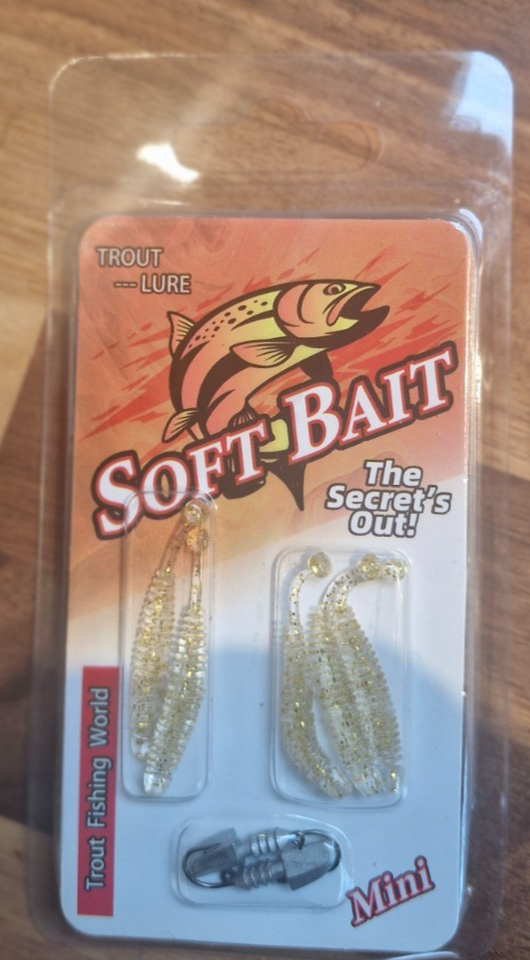 TROUT
--- LURE
SOFT BAIT
The
Secret's
Out!
Trout Fishing World
Mini